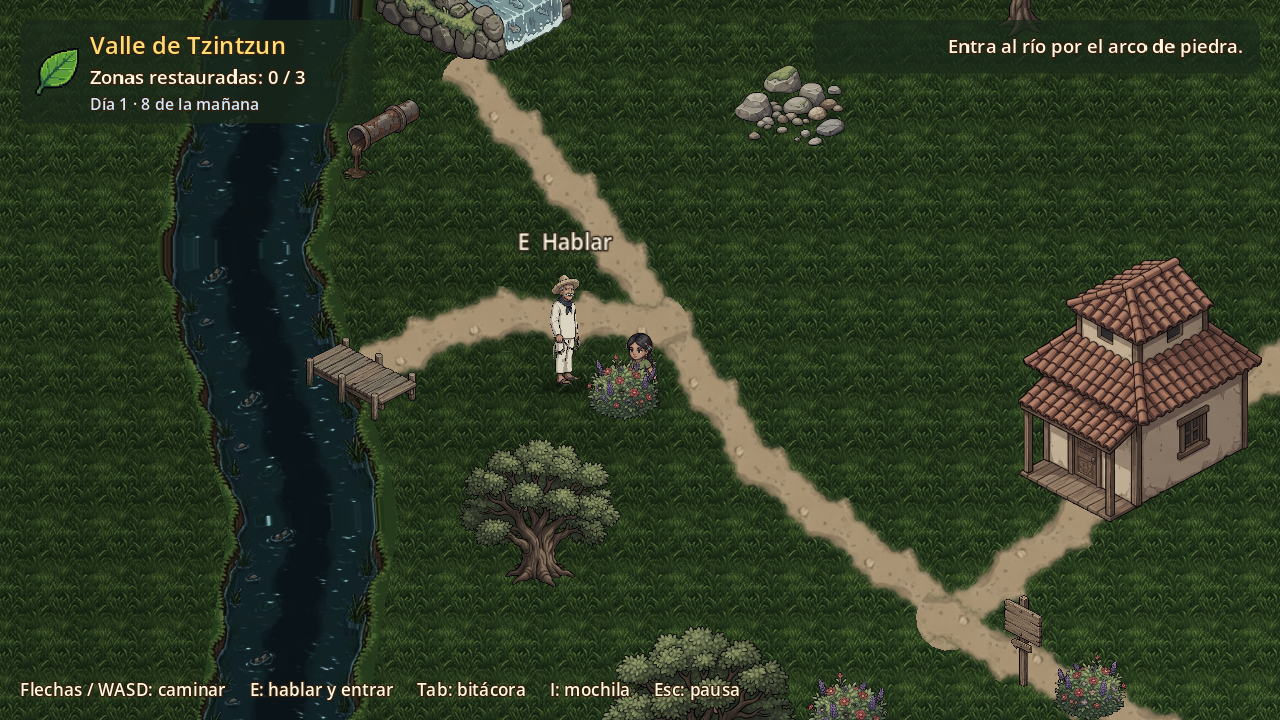 Valle de Tzintzun
Zonas restauradas: 0 / 3
Día 1 · 8 de la mañana
Entra al río por el arco de piedra.
E Hablar
Flechas / WASD: caminar E: hablar y entrar Tab: bitácora I: mochila Esc: pausa